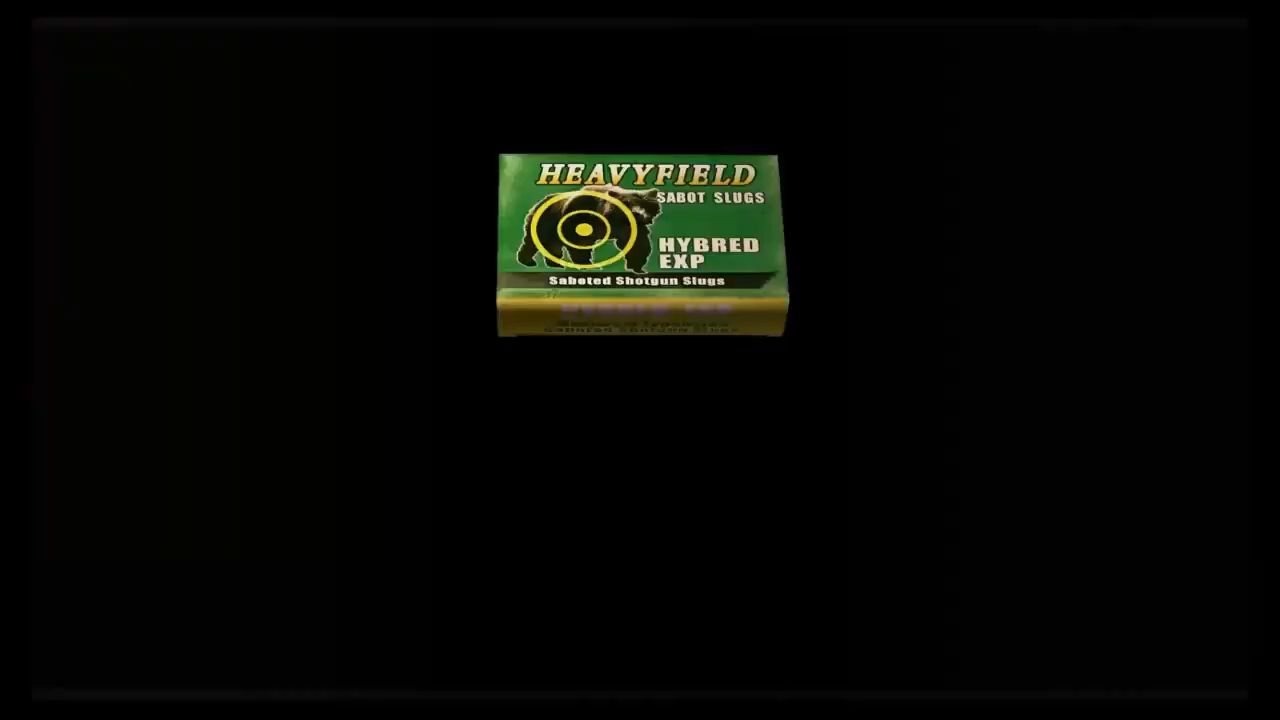 HEAVYFIELD
SABOT SLUGS
HYBRED
EXP
Saboted Shotgun Slugs